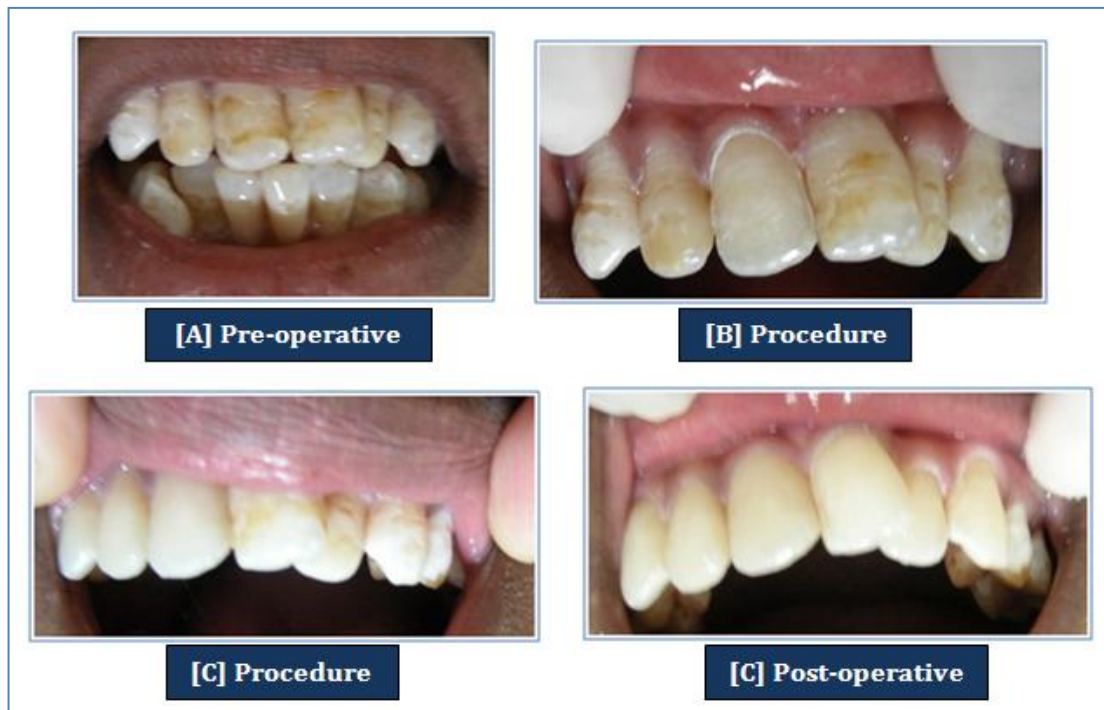 [A] Pre-operative
[B] Procedure
[C] Procedure
[C] Post-operative